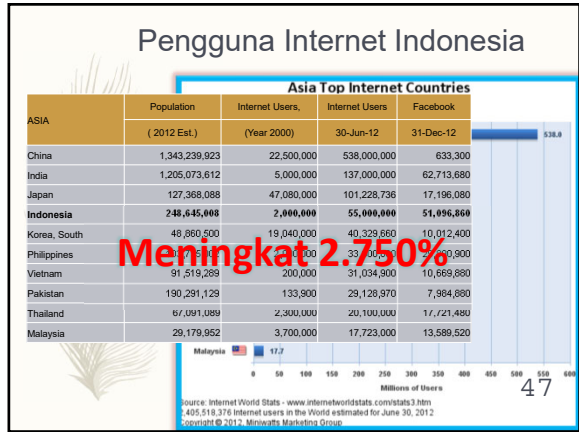 Pengguna Internet Indonesia
Asia Top Internet Countries
ASIA Population Internet Users, Internet Users Facebook
( 2012 Est.) (Year 2000) 30-Jun-12 31-Dec-12
China 1,343,239,923 22,500,000 538,000,000 633,300
538.0
India 1,205,073,612 5,000,000 137,000,000 62,713,680
Japan 127,368,088 47,080,000 101,228,736 17,196,080
Indonesia 248,645,008 2,000,000 55,000,000 51,096,860
Korea, South 48,860,500 19,040,000 40,329,660 10,012,400
Meningkat 2.750%
Philippines
Vietnam 91,519,289 200,000 31,034,900 10,669,880
Pakistan 190,291,129 133,900 29,128,970 7,984,880
Thailand 67,091,089 2,300,000 20,100,000 17,721,480
Malaysia 29,179,952 3,700,000 17,723,000 13,589,520
Malaysia 17.7
0 50 100 150 200 250 300 350 400 450 500 550 600
Millions of Users
47
Source: Internet World Stats - www.internetworldstats.com/stats3.htm
2,405,518,376 Internet users in the World estimated for June 30, 2012
Copyright © 2012, Miniwatts Marketing Group